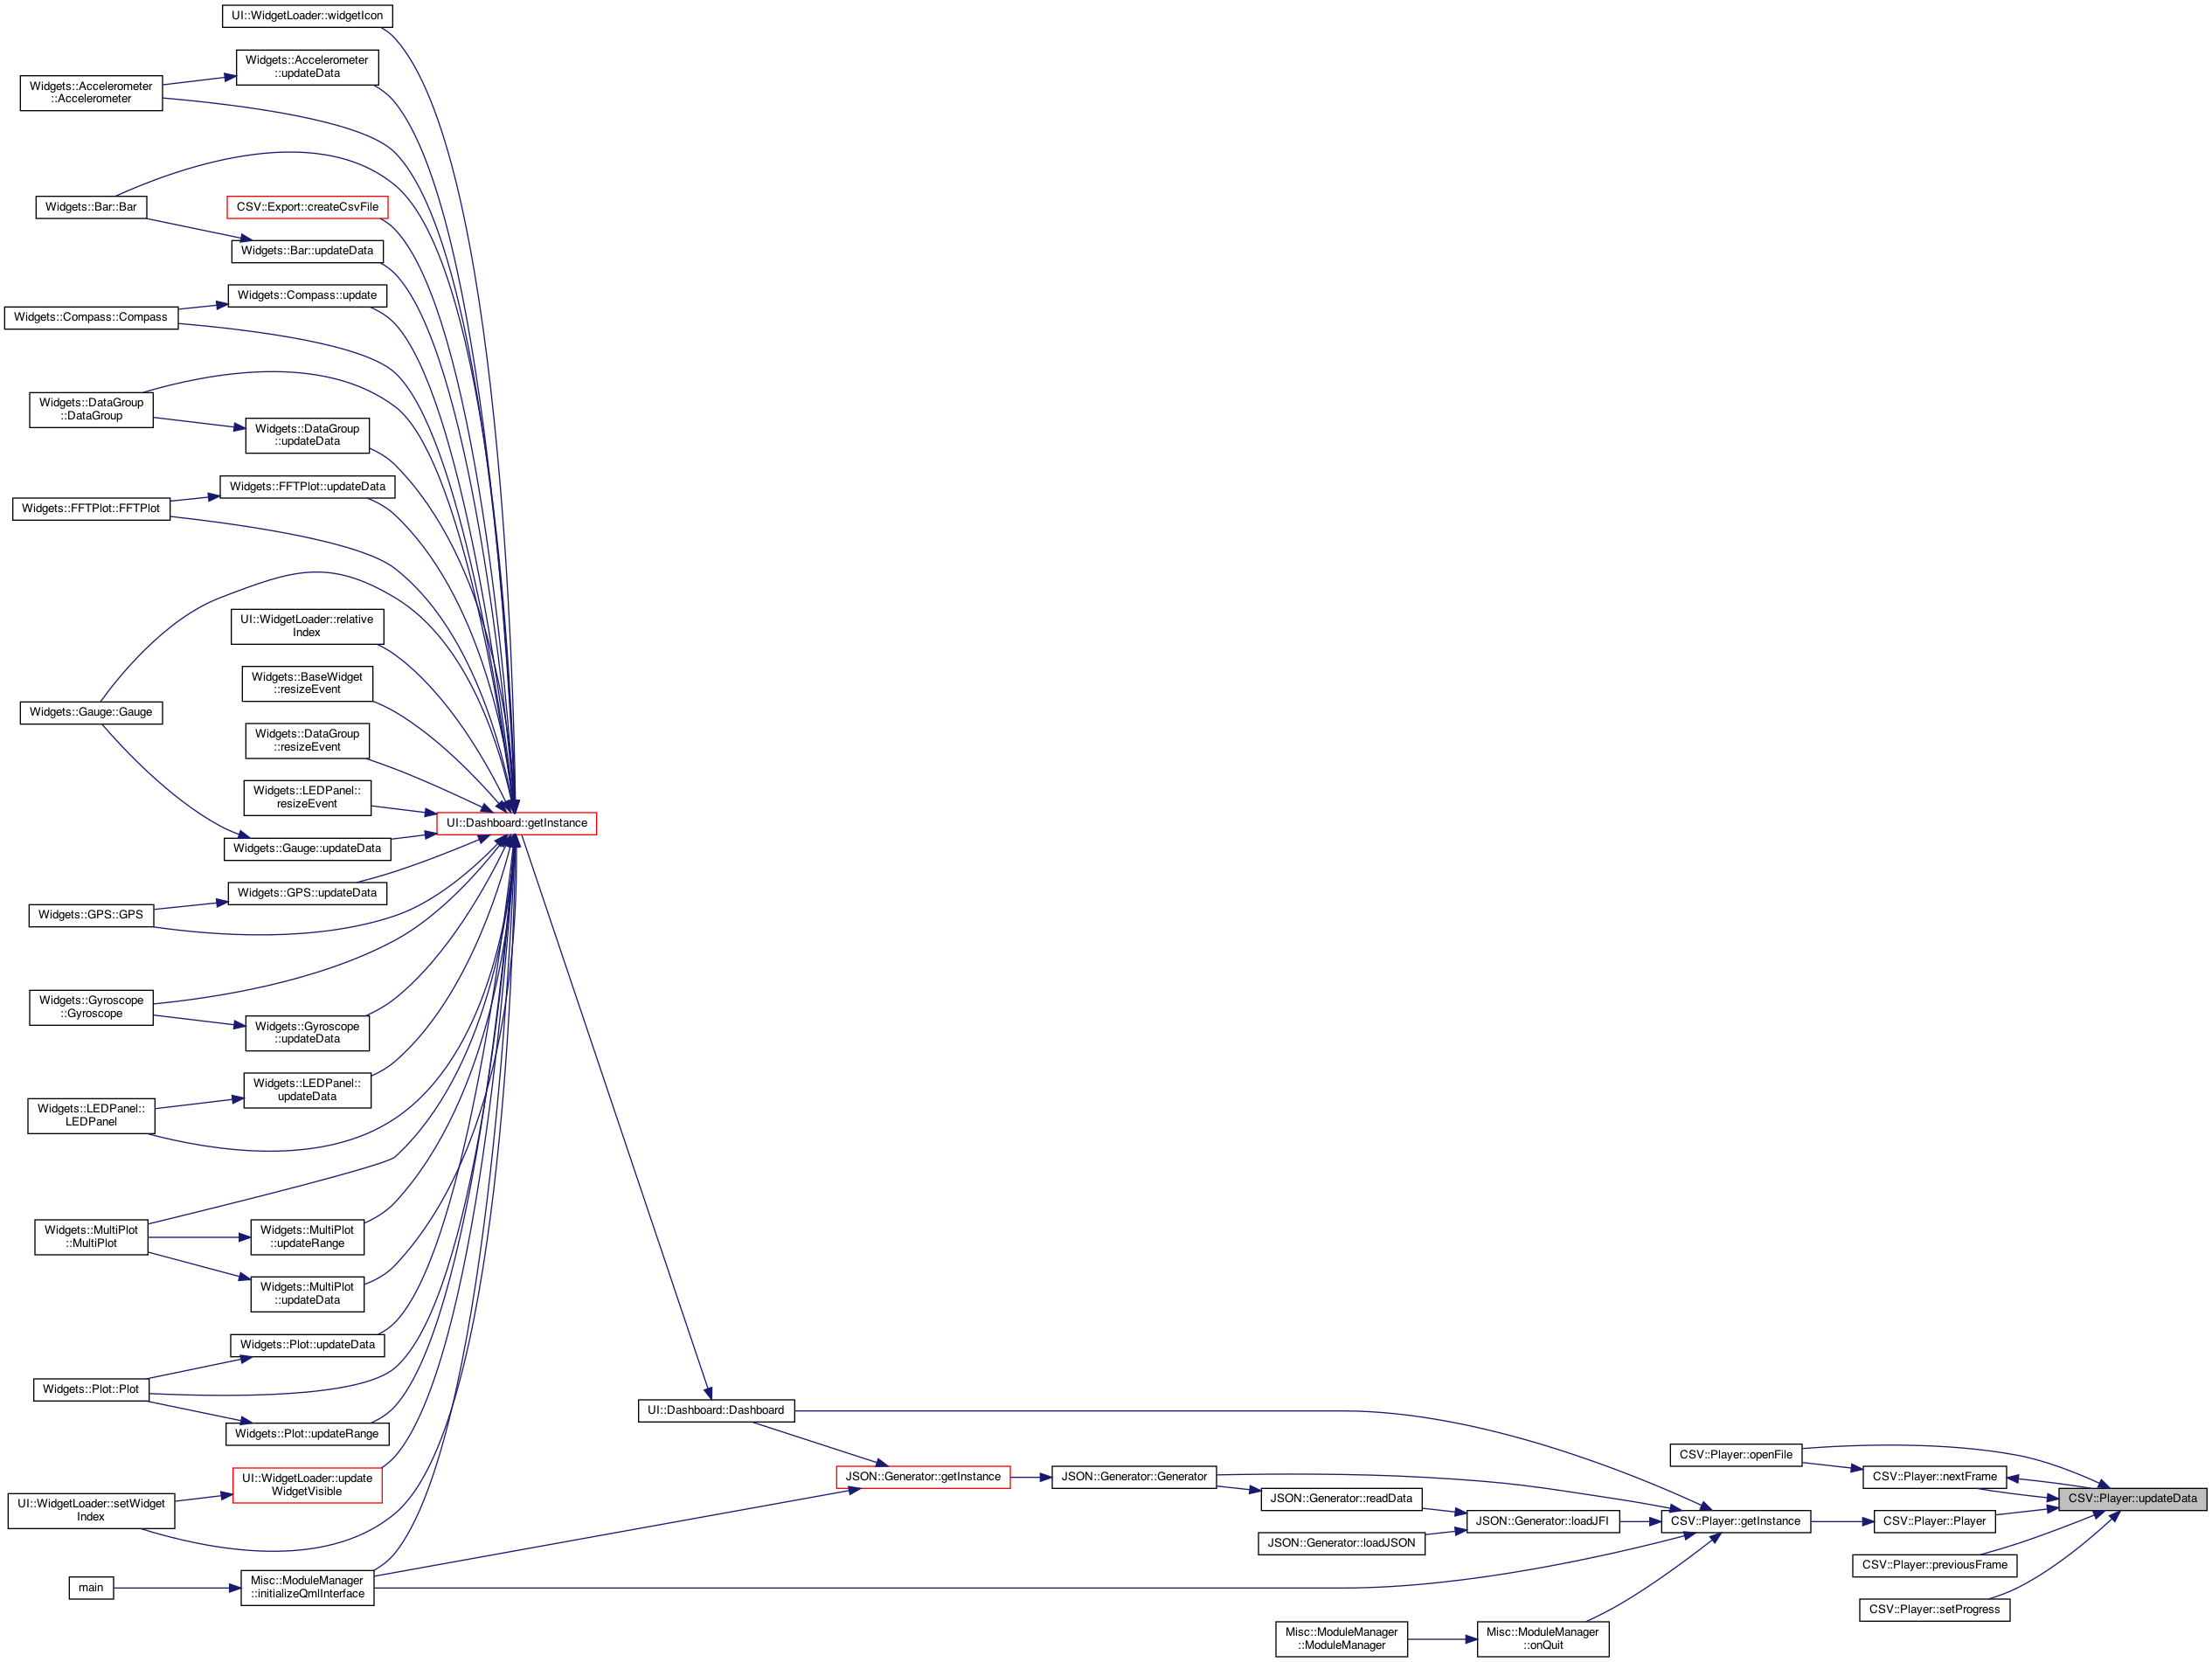 UI::WidgetLoader::widgetIcon
Widgets::Accelerometer
::updateData
Widgets::Accelerometer
::Accelerometer
Widgets::Bar::Bar
CSV::Export::createCsvFile
Widgets::Bar::updateData
Widgets::Compass::update
Widgets::Compass::Compass
Widgets::DataGroup
::DataGroup
Widgets::DataGroup
::updateData
Widgets::FFTPlot::updateData
Widgets::FFTPlot::FFTPlot
UI::WidgetLoader::relative
Index
Widgets::BaseWidget
::resizeEvent
Widgets::Gauge::Gauge
Widgets::DataGroup
::resizeEvent
Widgets::LEDPanel::
resizeEvent
UI::Dashboard::getInstance
Widgets::Gauge::updateData
Widgets::GPS::updateData
Widgets::GPS::GPS
Widgets::Gyroscope
::Gyroscope
Widgets::Gyroscope
::updateData
Widgets::LEDPanel::
updateData
Widgets::LEDPanel::
LEDPanel
Widgets::MultiPlot
::MultiPlot
Widgets::MultiPlot
::updateRange
Widgets::MultiPlot
::updateData
Widgets::Plot::updateData
Widgets::Plot::Plot
Widgets::Plot::updateRange
UI::Dashboard::Dashboard
CSV::Player::openFile
UI::WidgetLoader::update
WidgetVisible
JSON::Generator::getInstance
JSON::Generator::Generator
CSV::Player::nextFrame
JSON::Generator::readData
CSV::Player::updateData
UI::WidgetLoader::setWidget
Index
JSON::Generator::loadJFI
CSV::Player::getInstance
CSV::Player::Player
JSON::Generator::loadJSON
CSV::Player::previousFrame
main
Misc::ModuleManager
::initializeQmlInterface
CSV::Player::setProgress
Misc::ModuleManager
::ModuleManager
Misc::ModuleManager
::onQuit